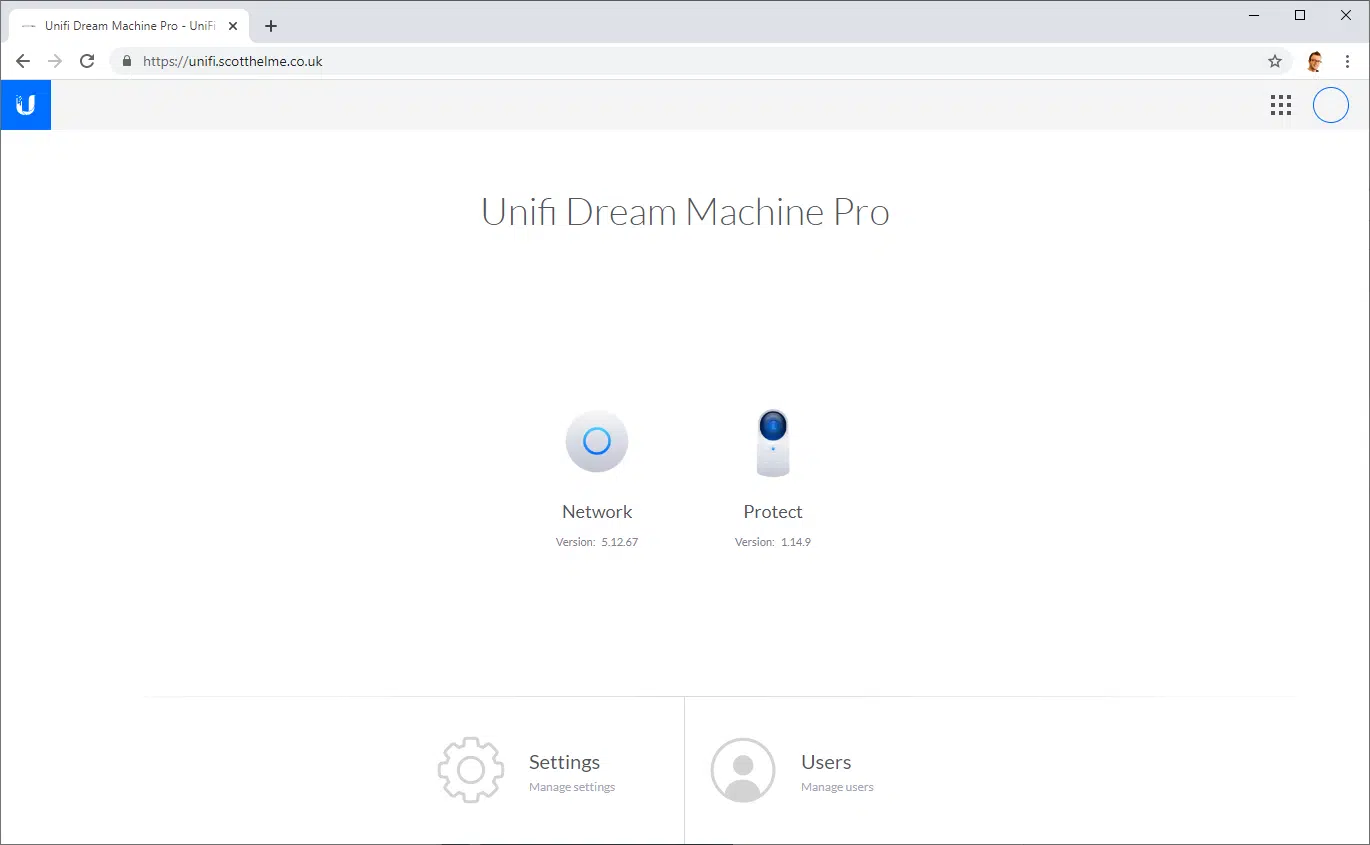 Unifi Dream Machine Pro - UniFi
https://unifi.scotthelme.co.uk
Unifi Dream Machine Pro
Network
Version: 5.12.67
Protect
Version: 1.14.9
Settings
Manage settings
Users
Manage users